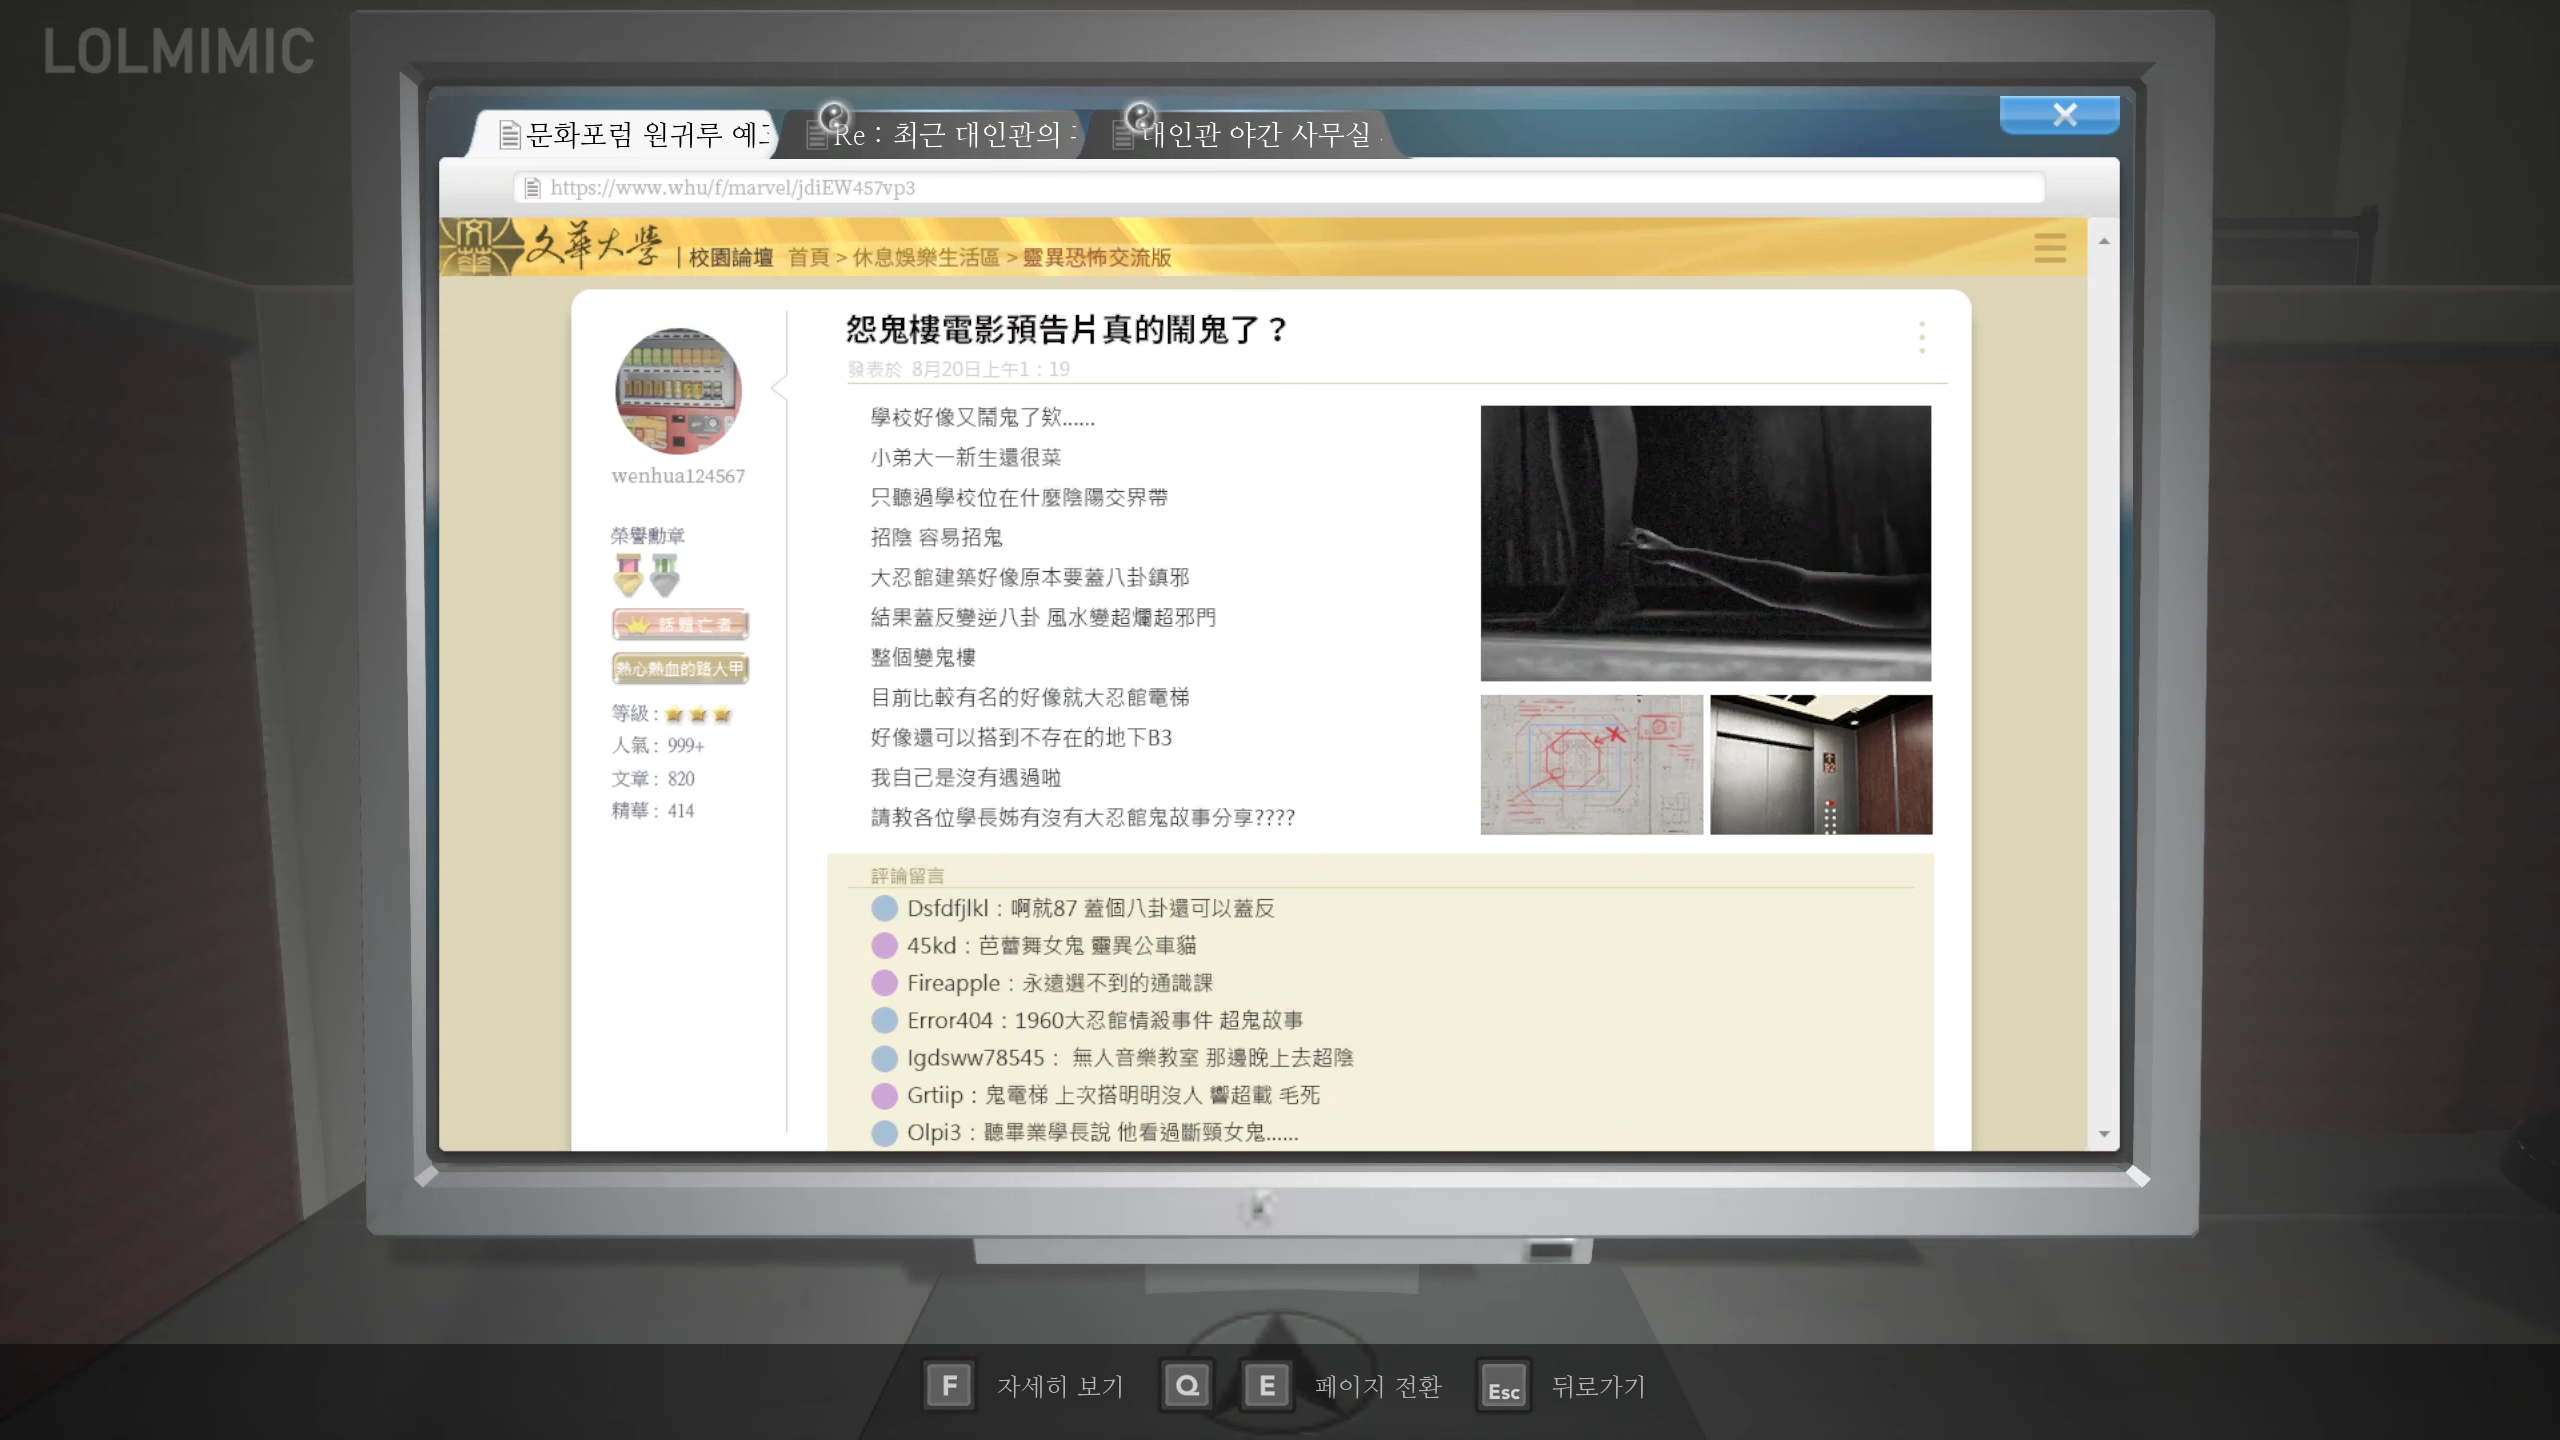 LOLMIMIC
문화포럼 원귀루 예고
Re : 최근 대인관의
대인관 야간 사무실
https://www.whu/f/marvel/jdiEW457vp3
文華大學 | 校園論壇 首頁 > 休息娛樂生活區 > 靈異恐怖交流版
怨鬼樓電影預告片真的鬧鬼了？
發表於 8月20日上午1：19
wenhua124567
榮譽勳章
話題亡者
熱心熱血的路人甲
等級：
人氣：999+
文章：820
精華：414
學校好像又鬧鬼了欸......
小弟大一新生還很菜
只聽過學校位在什麼陰陽交界帶
招陰 容易招鬼
大忍館建築好像原本要蓋八卦鎮邪
結果蓋反變逆八卦 風水變超爛超邪門
整個變鬼樓
目前比較有名的好像就大忍館電梯
好像還可以搭到不存在的地下B3
我自己是沒有遇過啦
請教各位學長姊有沒有大忍館鬼故事分享????
評論留言
Dsfdfjlkl：啊就87 蓋個八卦還可以蓋反
45kd：芭蕾舞女鬼 靈異公車貓
Fireapple：永遠選不到的通識課
Error404：1960大忍館情殺事件 超鬼故事
Igdsww78545： 無人音樂教室 那邊晚上去超陰
Grtiip：鬼電梯 上次搭明明沒人 響超載 毛死
Olpi3：聽畢業學長說 他看過斷頸女鬼......
F 자세히 보기 Q E 페이지 전환 Esc 뒤로가기